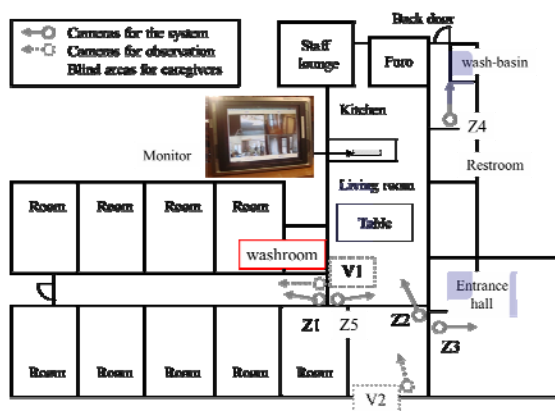 Cameras for the system
Cameras for observation
Blind areas for caregivers
Back door
Staff
lounge
Furo
wash-basin
Kitchen
Z4
Monitor
Restroom
Living room
Room
Room
Room
Room
Table
washroom
V1
Entrance
hall
Z1
Z5
Z2
Z3
Room
Room
Room
Room
Room
V2